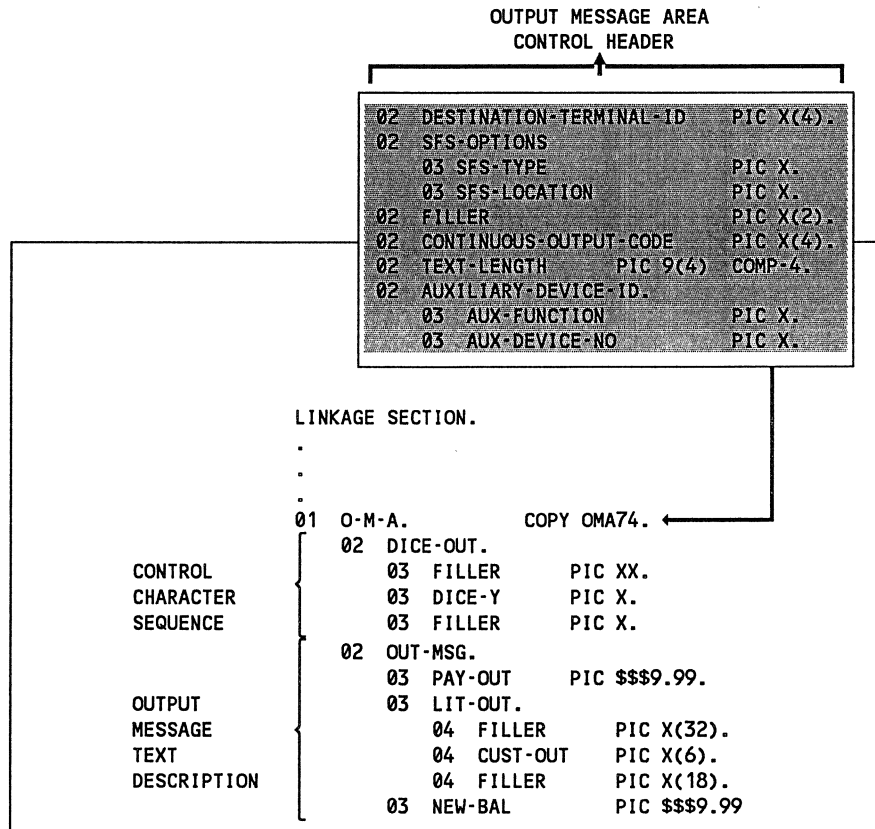 OUTPUT MESSAGE AREA
CONTROL HEADER
02 DESTINATION-TERMINAL-ID PIC X(4).
02 SFS-OPTIONS
03 SFS-TYPE PIC X.
03 SFS-LOCATION PIC X.
02 FILLER PIC X(2).
02 CONTINUOUS-OUTPUT-CODE PIC X(4).
02 TEXT-LENGTH PIC 9(4) COMP-4.
02 AUXILIARY-DEVICE-ID.
03 AUX-FUNCTION PIC X.
03 AUX-DEVICE-NO PIC X.
LINKAGE SECTION.
.
.
.
01 O-M-A. COPY OMA74.
02 DICE-OUT.
CONTROL 03 FILLER PIC XX.
CHARACTER 03 DICE-Y PIC X.
SEQUENCE 03 FILLER PIC X.
02 OUT-MSG.
03 PAY-OUT PIC $$$9.99.
OUTPUT 03 LIT-OUT.
MESSAGE 04 FILLER PIC X(32).
TEXT 04 CUST-OUT PIC X(6).
DESCRIPTION 04 FILLER PIC X(18).
03 NEW-BAL PIC $$$9.99